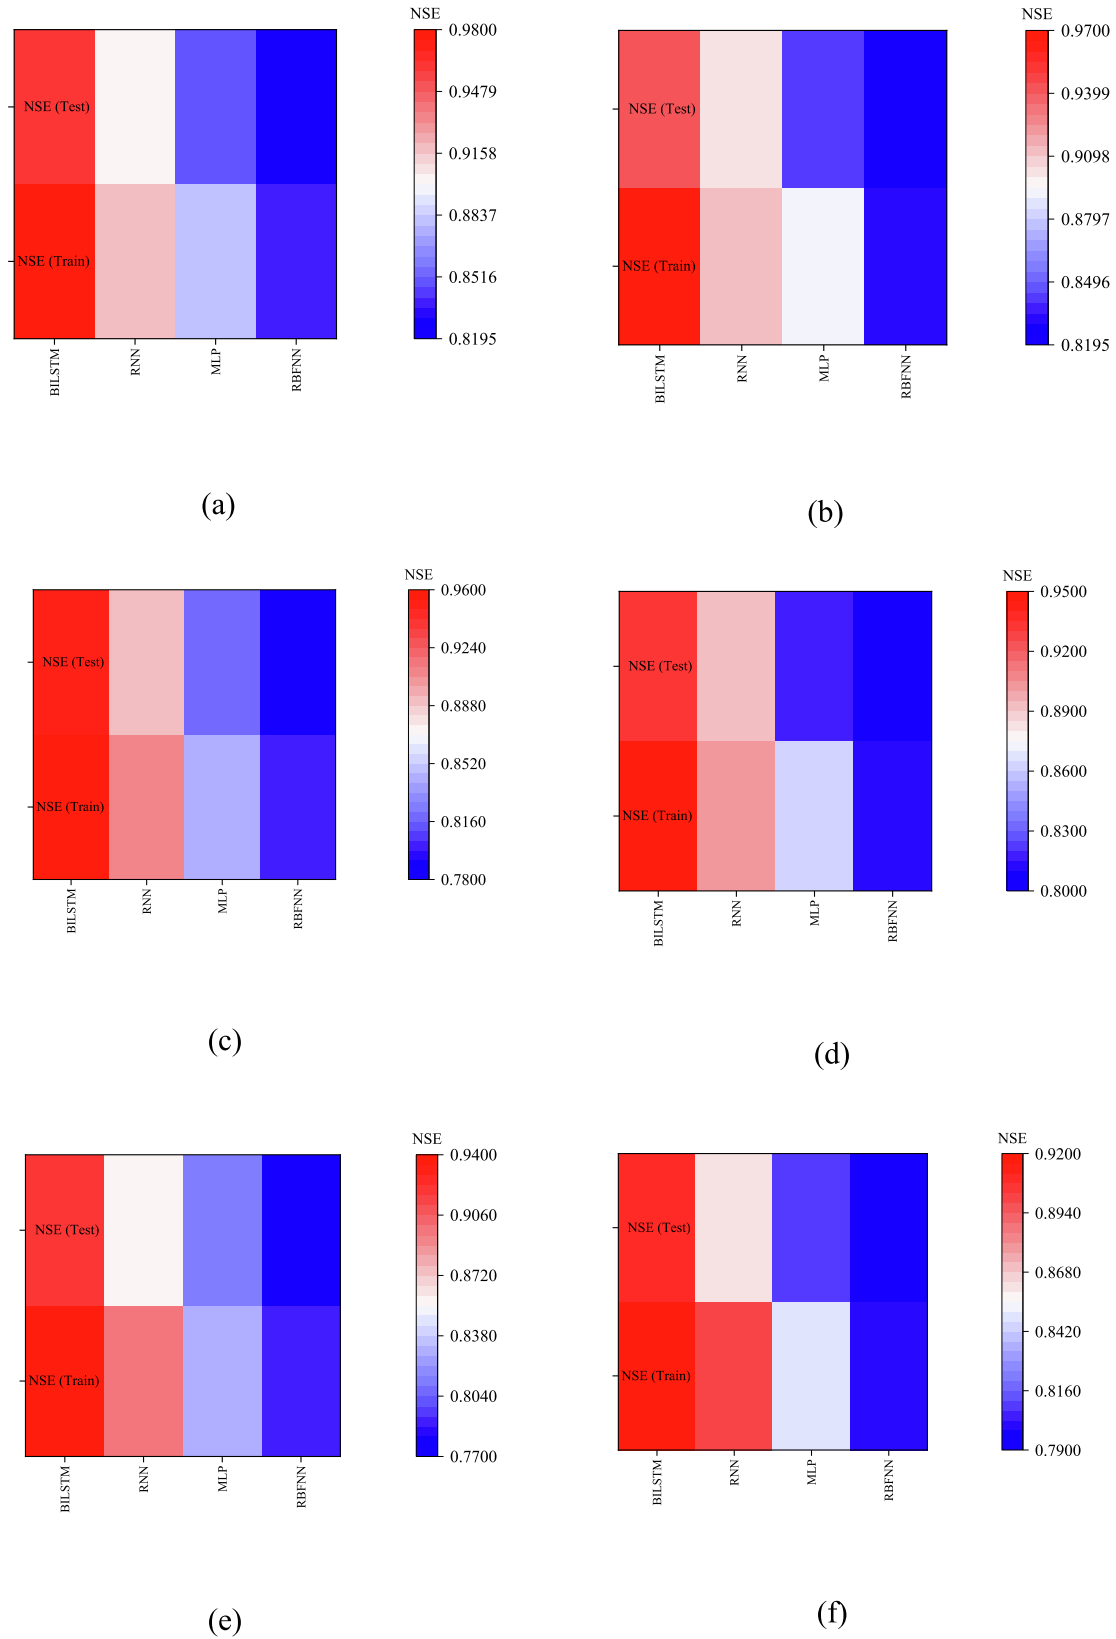 NSE
0.9800
0.9479
0.9158
0.8837
0.8516
0.8195
NSE (Test)
NSE (Train)
BILSTM
RNN
MLP
RBFNN
(a)
NSE
0.9700
0.9399
0.9098
0.8797
0.8496
0.8195
NSE (Test)
NSE (Train)
BILSTM
RNN
MLP
RBFNN
(b)
NSE
0.9600
0.9240
0.8880
0.8520
0.8160
0.7800
NSE (Test)
NSE (Train)
BILSTM
RNN
MLP
RBFNN
(c)
NSE
0.9500
0.9200
0.8900
0.8600
0.8300
0.8000
NSE (Test)
NSE (Train)
BILSTM
RNN
MLP
RBFNN
(d)
NSE
0.9400
0.9060
0.8720
0.8380
0.8040
0.7700
NSE (Test)
NSE (Train)
BILSTM
RNN
MLP
RBFNN
(e)
NSE
0.9200
0.8940
0.8680
0.8420
0.8160
0.7900
NSE (Test)
NSE (Train)
BILSTM
RNN
MLP
RBFNN
(f)